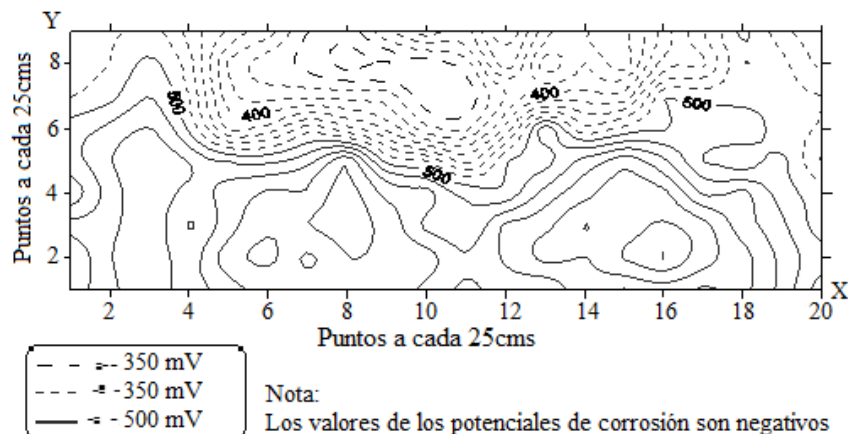 Y
8
6
4
2
Puntos a cada 25cms
500
400
500
400
500
2 4 6 8 10 12 14 16 18 20 X
Puntos a cada 25cms
- 350 mV
- 350 mV
- 500 mV
Nota:
Los valores de los potenciales de corrosión son negativos